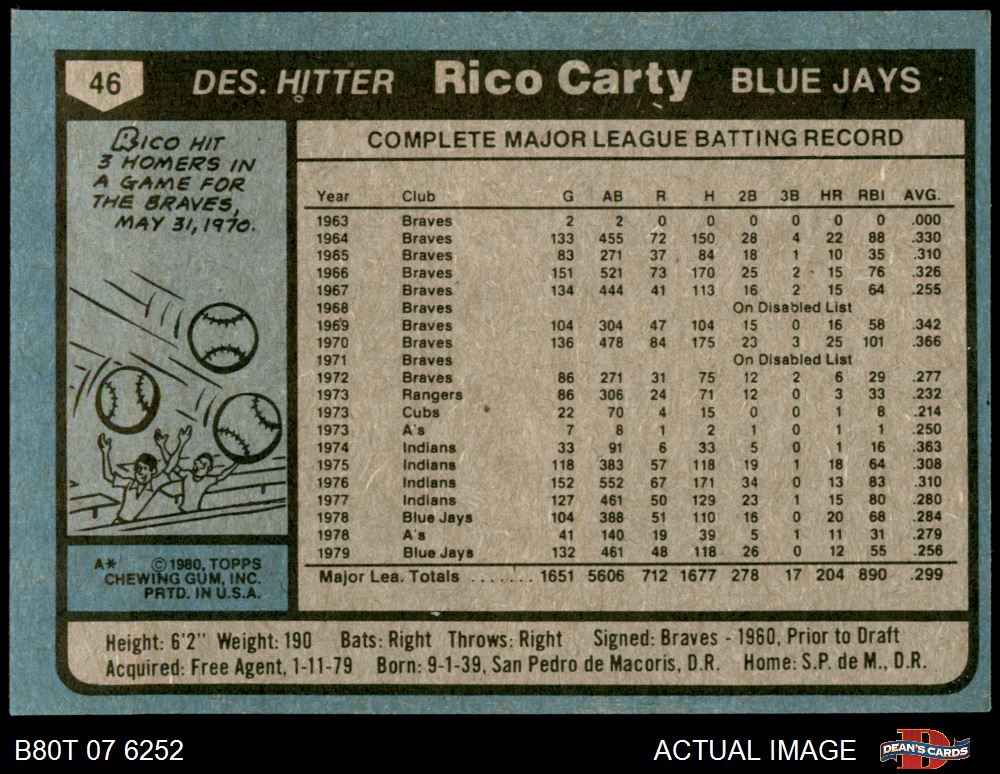 46 DES. HITTER Rico Carty BLUE JAYS
RICO HIT
3 HOMERS IN
A GAME FOR
THE BRAVES,
MAY 31, 1970.
A* ©1980, TOPPS
CHEWING GUM, INC.
PRTD. IN U.S.A.
COMPLETE MAJOR LEAGUE BATTING RECORD
Year Club G AB R H 2B 3B HR RBI AVG.
1963 Braves 2 2 0 0 0 0 0 0 .000
1964 Braves 133 455 72 150 28 4 22 88 .330
1965 Braves 83 271 37 84 18 1 10 35 .310
1966 Braves 151 521 73 170 25 2 15 76 .326
1967 Braves 134 444 41 113 16 2 15 64 .255
1968 Braves On Disabled List
1969 Braves 104 304 47 104 15 0 16 58 .342
1970 Braves 136 478 84 175 23 3 25 101 .366
1971 Braves On Disabled List
1972 Braves 86 271 31 75 12 2 6 29 .277
1973 Rangers 86 306 24 71 12 0 3 33 .232
1973 Cubs 22 70 4 15 0 0 1 8 .214
1973 A's 7 8 1 2 1 0 1 1 .250
1974 Indians 33 91 6 33 5 0 1 16 .363
1975 Indians 118 383 57 118 19 1 18 64 .308
1976 Indians 152 552 67 171 34 0 13 83 .310
1977 Indians 127 461 50 129 23 1 15 80 .280
1978 Blue Jays 104 388 51 110 16 0 20 68 .284
1978 A's 41 140 19 39 5 1 11 31 .279
1979 Blue Jays 132 461 48 118 26 0 12 55 .256
Major Lea. Totals ....... 1651 5606 712 1677 278 17 204 890 .299
Height: 6'2" Weight: 190 Bats: Right Throws: Right Signed: Braves - 1960, Prior to Draft
Acquired: Free Agent, 1-11-79 Born: 9-1-39, San Pedro de Macoris, D.R. Home: S.P. de M., D.R.
B80T 07 6252 ACTUAL IMAGE DEAN'S CARDS